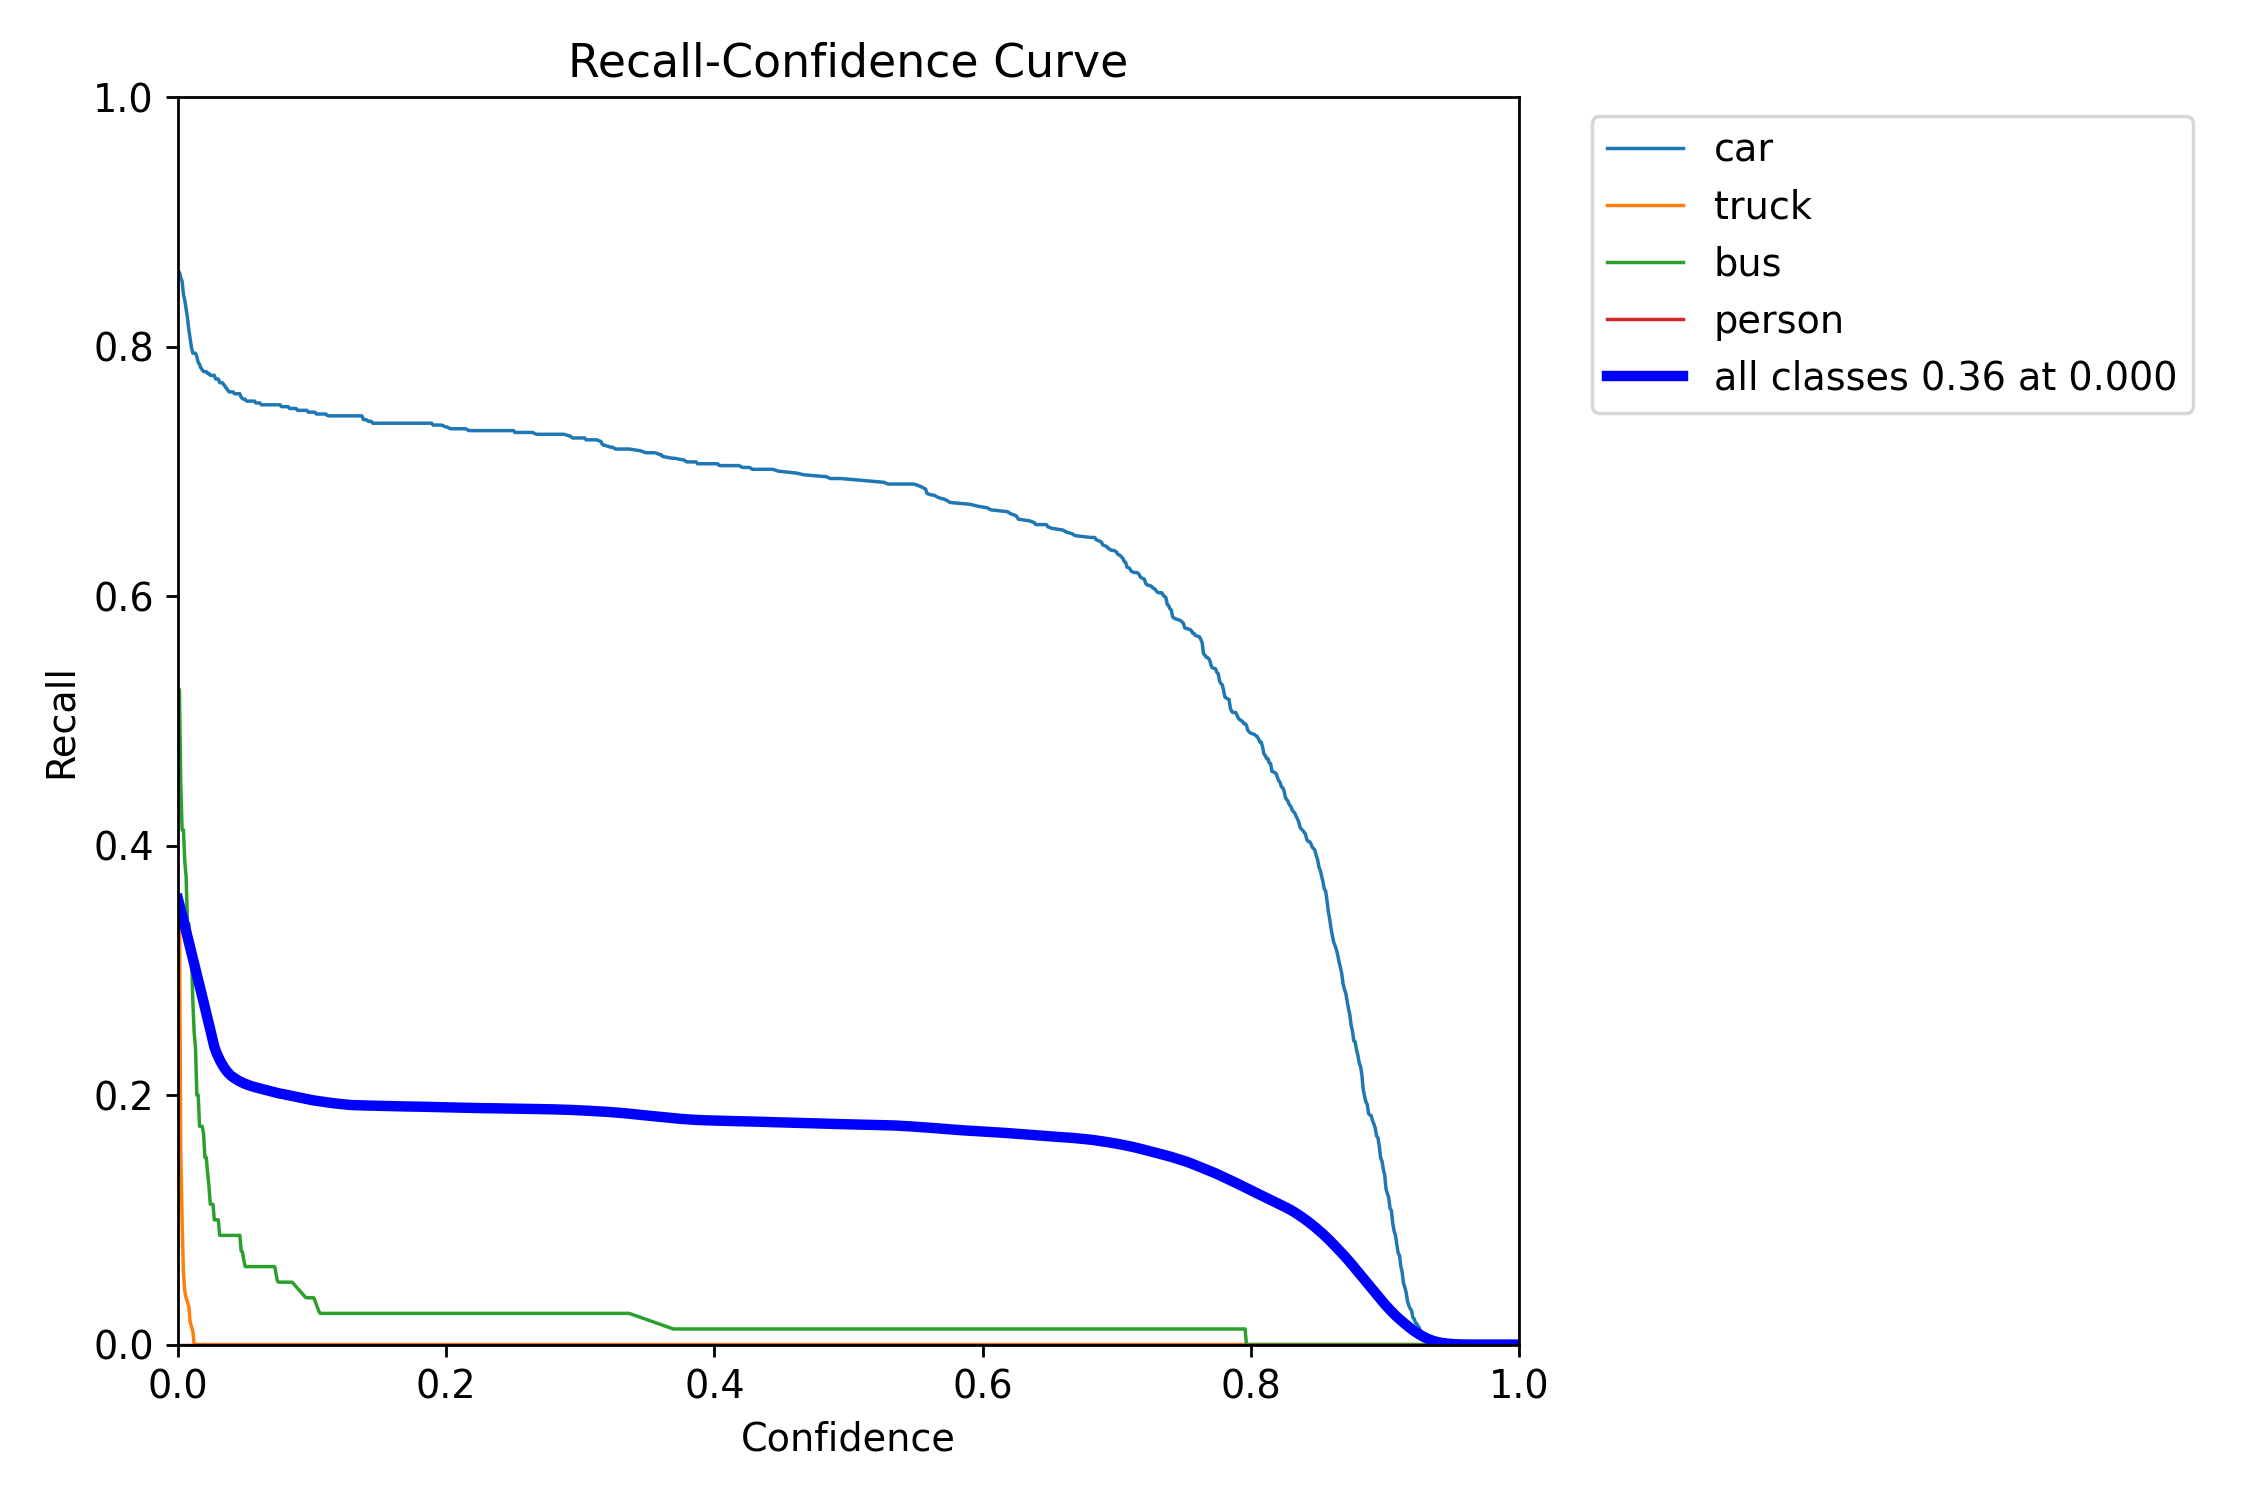 Recall-Confidence Curve
1.0
0.8
0.6
0.4
0.2
0.0
Recall
0.0 0.2 0.4 0.6 0.8 1.0
Confidence
car
truck
bus
person
all classes 0.36 at 0.000